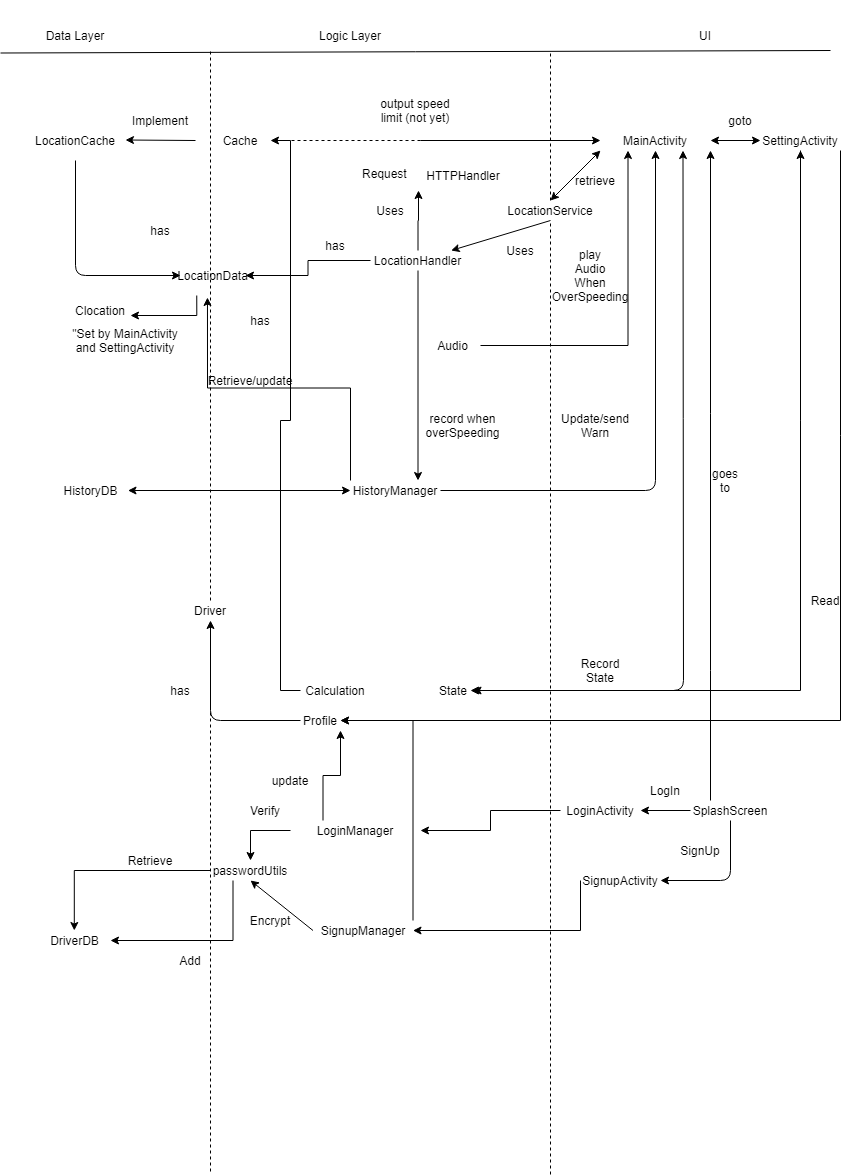 Data Layer
Logic Layer
UI
output speed
limit (not yet)
Implement
goto
LocationCache
Cache
MainActivity
SettingActivity
Request
HTTPHandler
retrieve
Uses
LocationService
has
has
Uses
LocationHandler
play
Audio
When
OverSpeeding
LocationData
Clocation
has
"Set by MainActivity
and SettingActivity
Audio
Retrieve/update
record when
overSpeeding
Update/send
Warn
goes
to
HistoryDB
HistoryManager
Driver
Read
Record
State
has
Calculation
State
Profile
update
LogIn
Verify
LoginActivity
SplashScreen
LoginManager
SignUp
Retrieve
passwordUtils
SignupActivity
Encrypt
SignupManager
DriverDB
Add